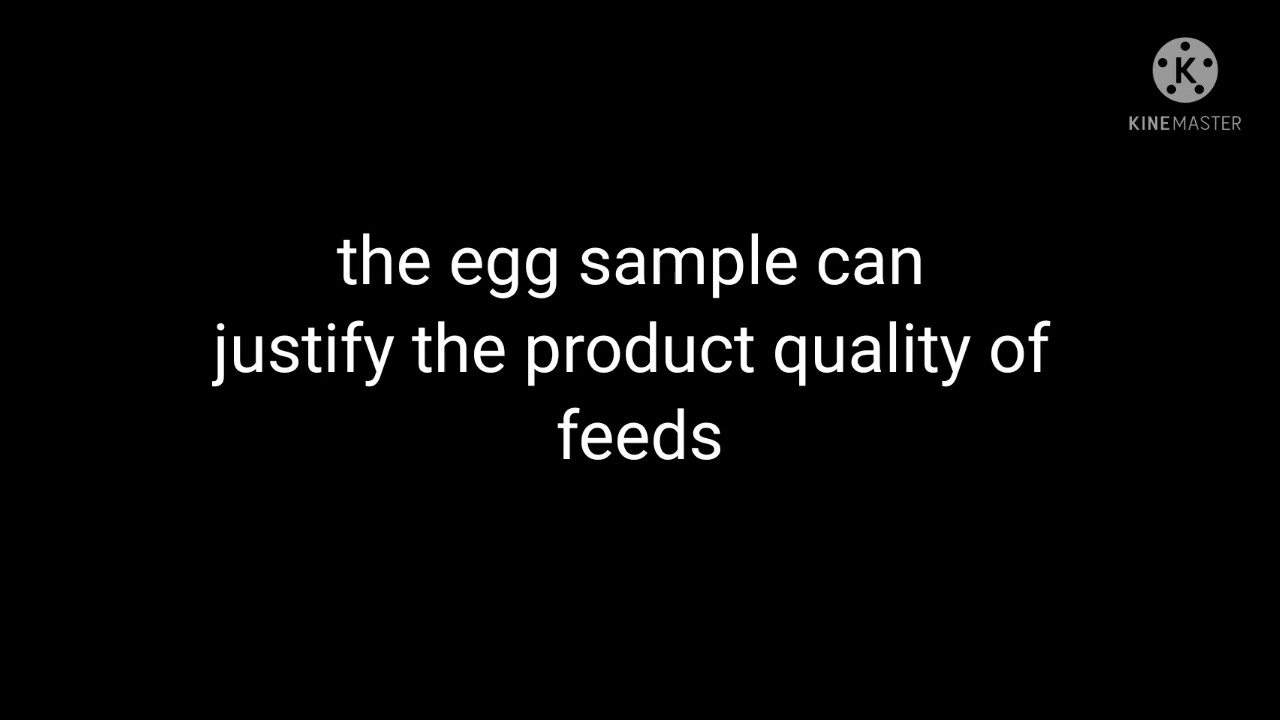 K
KINEMASTER
the egg sample can
justify the product quality of
feeds